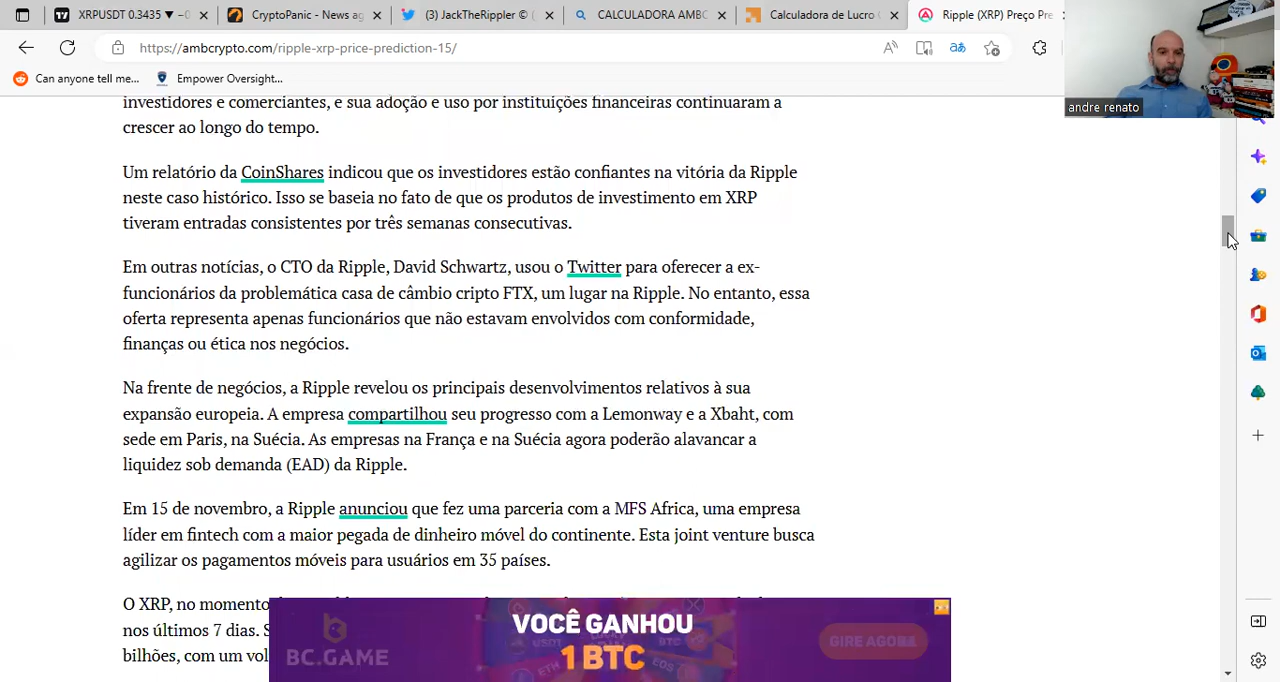 XRPUSDT 0.3435 ▼ −0
CryptoPanic - News ag
(3) JackTheRippler © (
CALCULADORA AMBC
Calculadora de Lucro
Ripple (XRP) Preço Pre
https://ambcrypto.com/ripple-xrp-price-prediction-15/
Can anyone tell me...
Empower Oversight...
andre renato
investidores e comerciantes, e sua adoção e uso por instituições financeiras continuaram a
crescer ao longo do tempo.
Um relatório da CoinShares indicou que os investidores estão confiantes na vitória da Ripple
neste caso histórico. Isso se baseia no fato de que os produtos de investimento em XRP
tiveram entradas consistentes por três semanas consecutivas.
Em outras notícias, o CTO da Ripple, David Schwartz, usou o Twitter para oferecer a ex-
funcionários da problemática casa de câmbio cripto FTX, um lugar na Ripple. No entanto, essa
oferta representa apenas funcionários que não estavam envolvidos com conformidade,
finanças ou ética nos negócios.
Na frente de negócios, a Ripple revelou os principais desenvolvimentos relativos à sua
expansão europeia. A empresa compartilhou seu progresso com a Lemonway e a Xbaht, com
sede em Paris, na Suécia. As empresas na França e na Suécia agora poderão alavancar a
liquidez sob demanda (EAD) da Ripple.
Em 15 de novembro, a Ripple anunciou que fez uma parceria com a MFS Africa, uma empresa
líder em fintech com a maior pegada de dinheiro móvel do continente. Esta joint venture busca
agilizar os pagamentos móveis para usuários em 35 países.
O XRP, no momento
nos últimos 7 dias. S
bilhões, com um vol
VOCÊ GANHOU
1 BTC
BC.GAME
GIRE AGORA